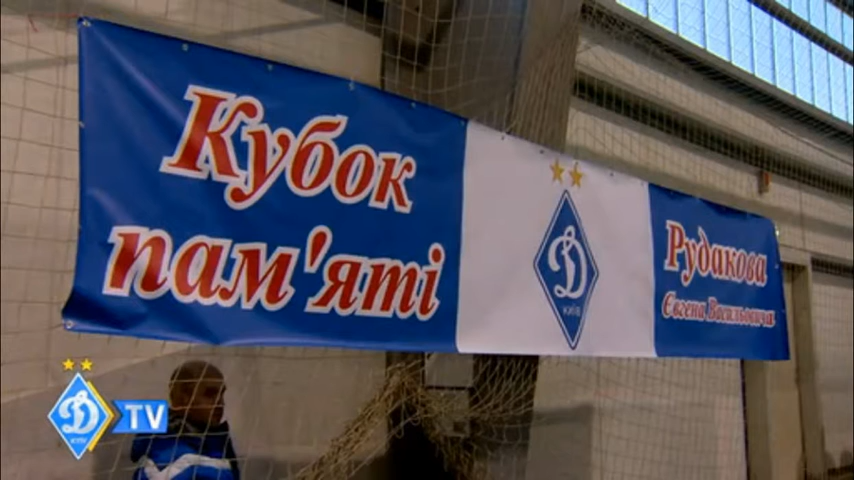 Кубок
пам'яті
Д
КИЇВ
Рудакова
Євгена Васильовича
Д
КИЇВ
TV